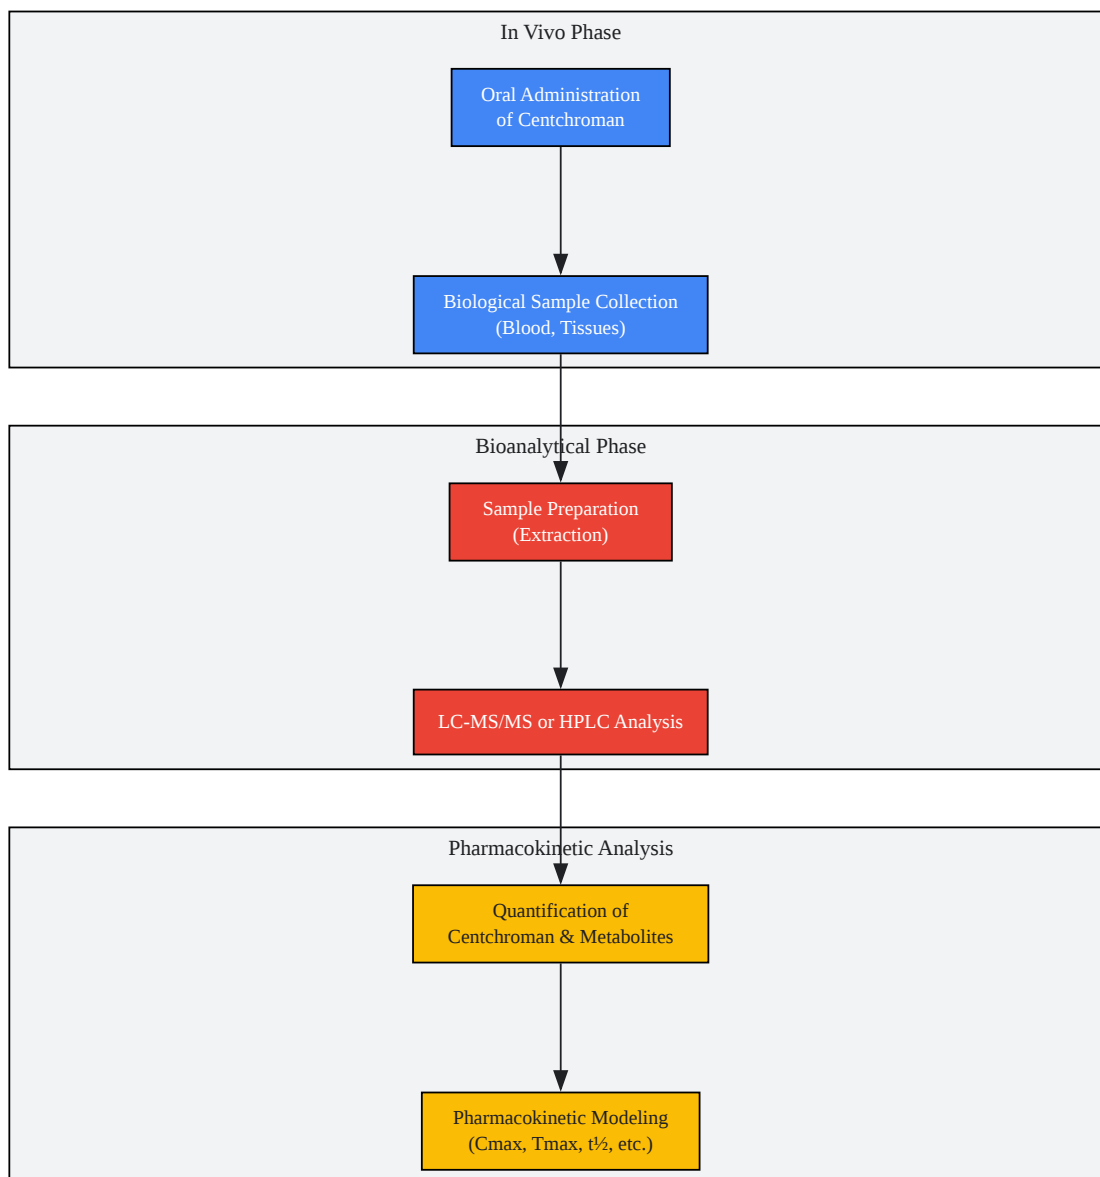 In Vivo Phase
Oral Administration
of Centchroman
Biological Sample Collection
(Blood, Tissues)
Bioanalytical Phase
Sample Preparation
(Extraction)
LC-MS/MS or HPLC Analysis
Pharmacokinetic Analysis
Quantification of
Centchroman & Metabolites
Pharmacokinetic Modeling
(Cmax, Tmax, t½, etc.)